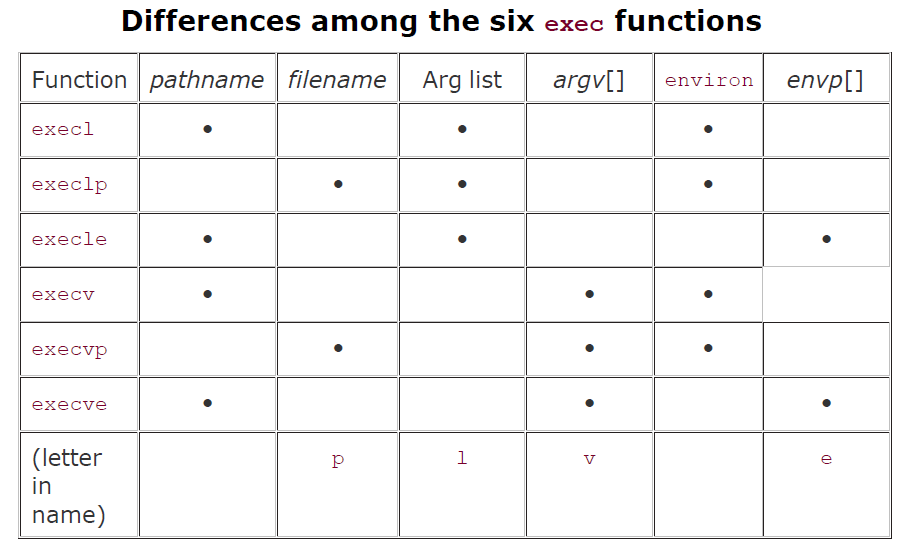 Differences among the six exec functions
Function pathname filename Arg list argv[] environ envp[]
execl • • •
execlp • • •
execle • • •
execv • • •
execvp • • •
execve • • •
(letter p l v e
in
name)